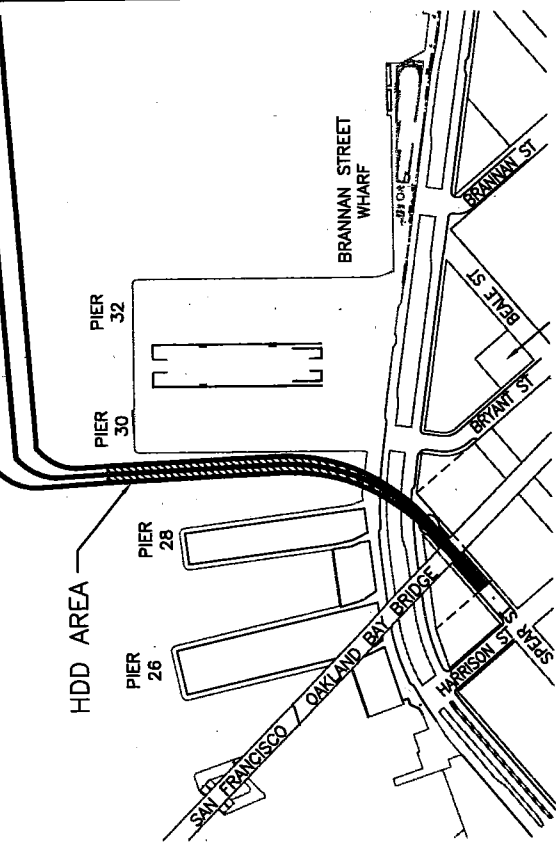 HDD AREA
PIER
26
PIER
28
PIER
30
PIER
32
BRANNAN STREET
WHARF
SAN FRANCISCO / OAKLAND BAY BRIDGE
HARRISON ST
SPEAR
ST
BRYANT ST
BEALE ST
BRANNAN ST